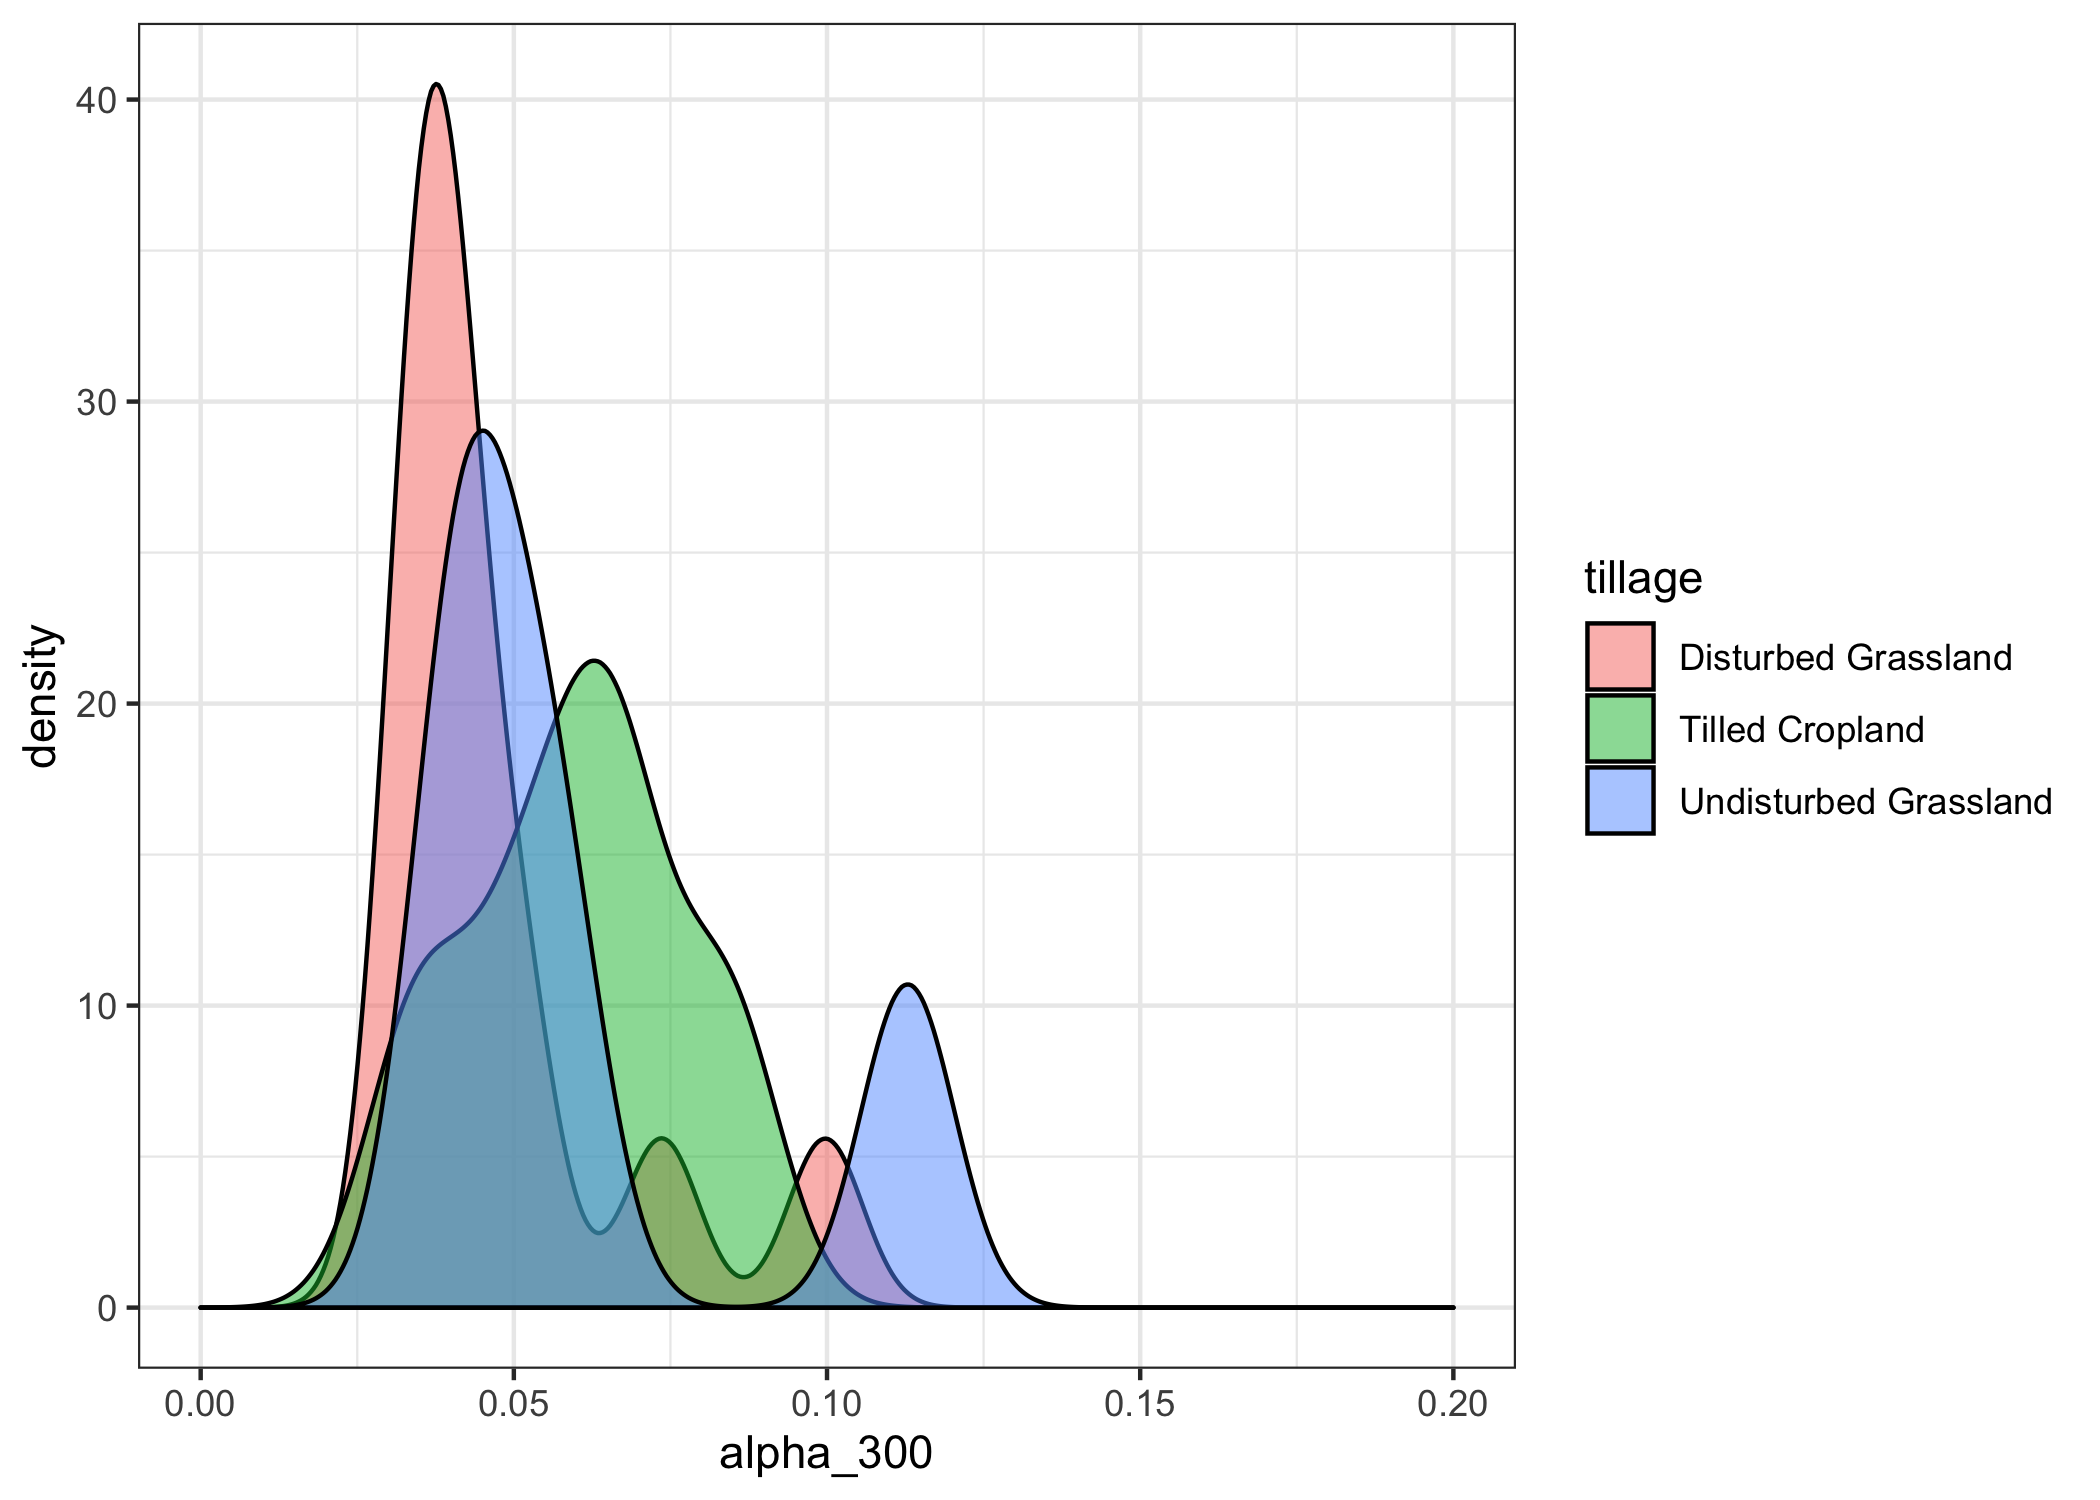 40
30
20
10
0
density
0.00 0.05 0.10 0.15 0.20
alpha_300
tillage
Disturbed Grassland
Tilled Cropland
Undisturbed Grassland